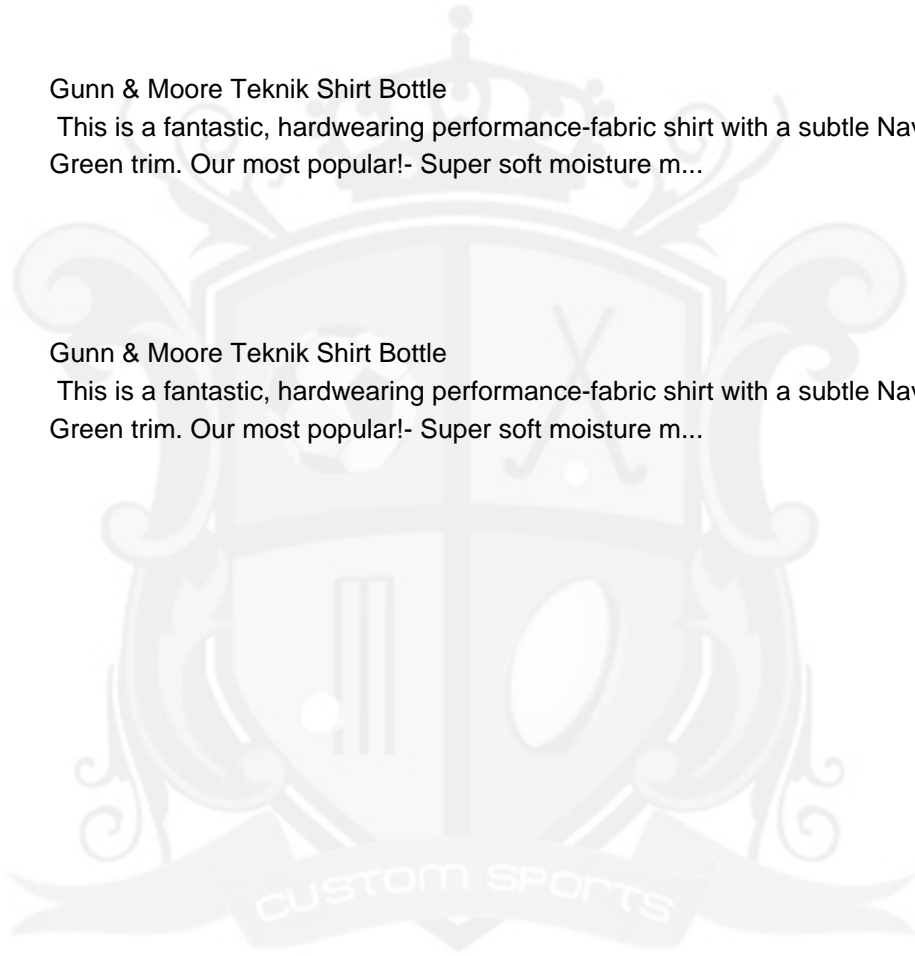 Gunn & Moore Teknik Shirt Bottle
This is a fantastic, hardwearing performance-fabric shirt with a subtle
Green trim. Our most popular!- Super soft moisture m...
Gunn & Moore Teknik Shirt Bottle
This is a fantastic, hardwearing performance-fabric shirt with a subtle
Green trim. Our most popular!- Super soft moisture m...
CUSTOM SPORTS